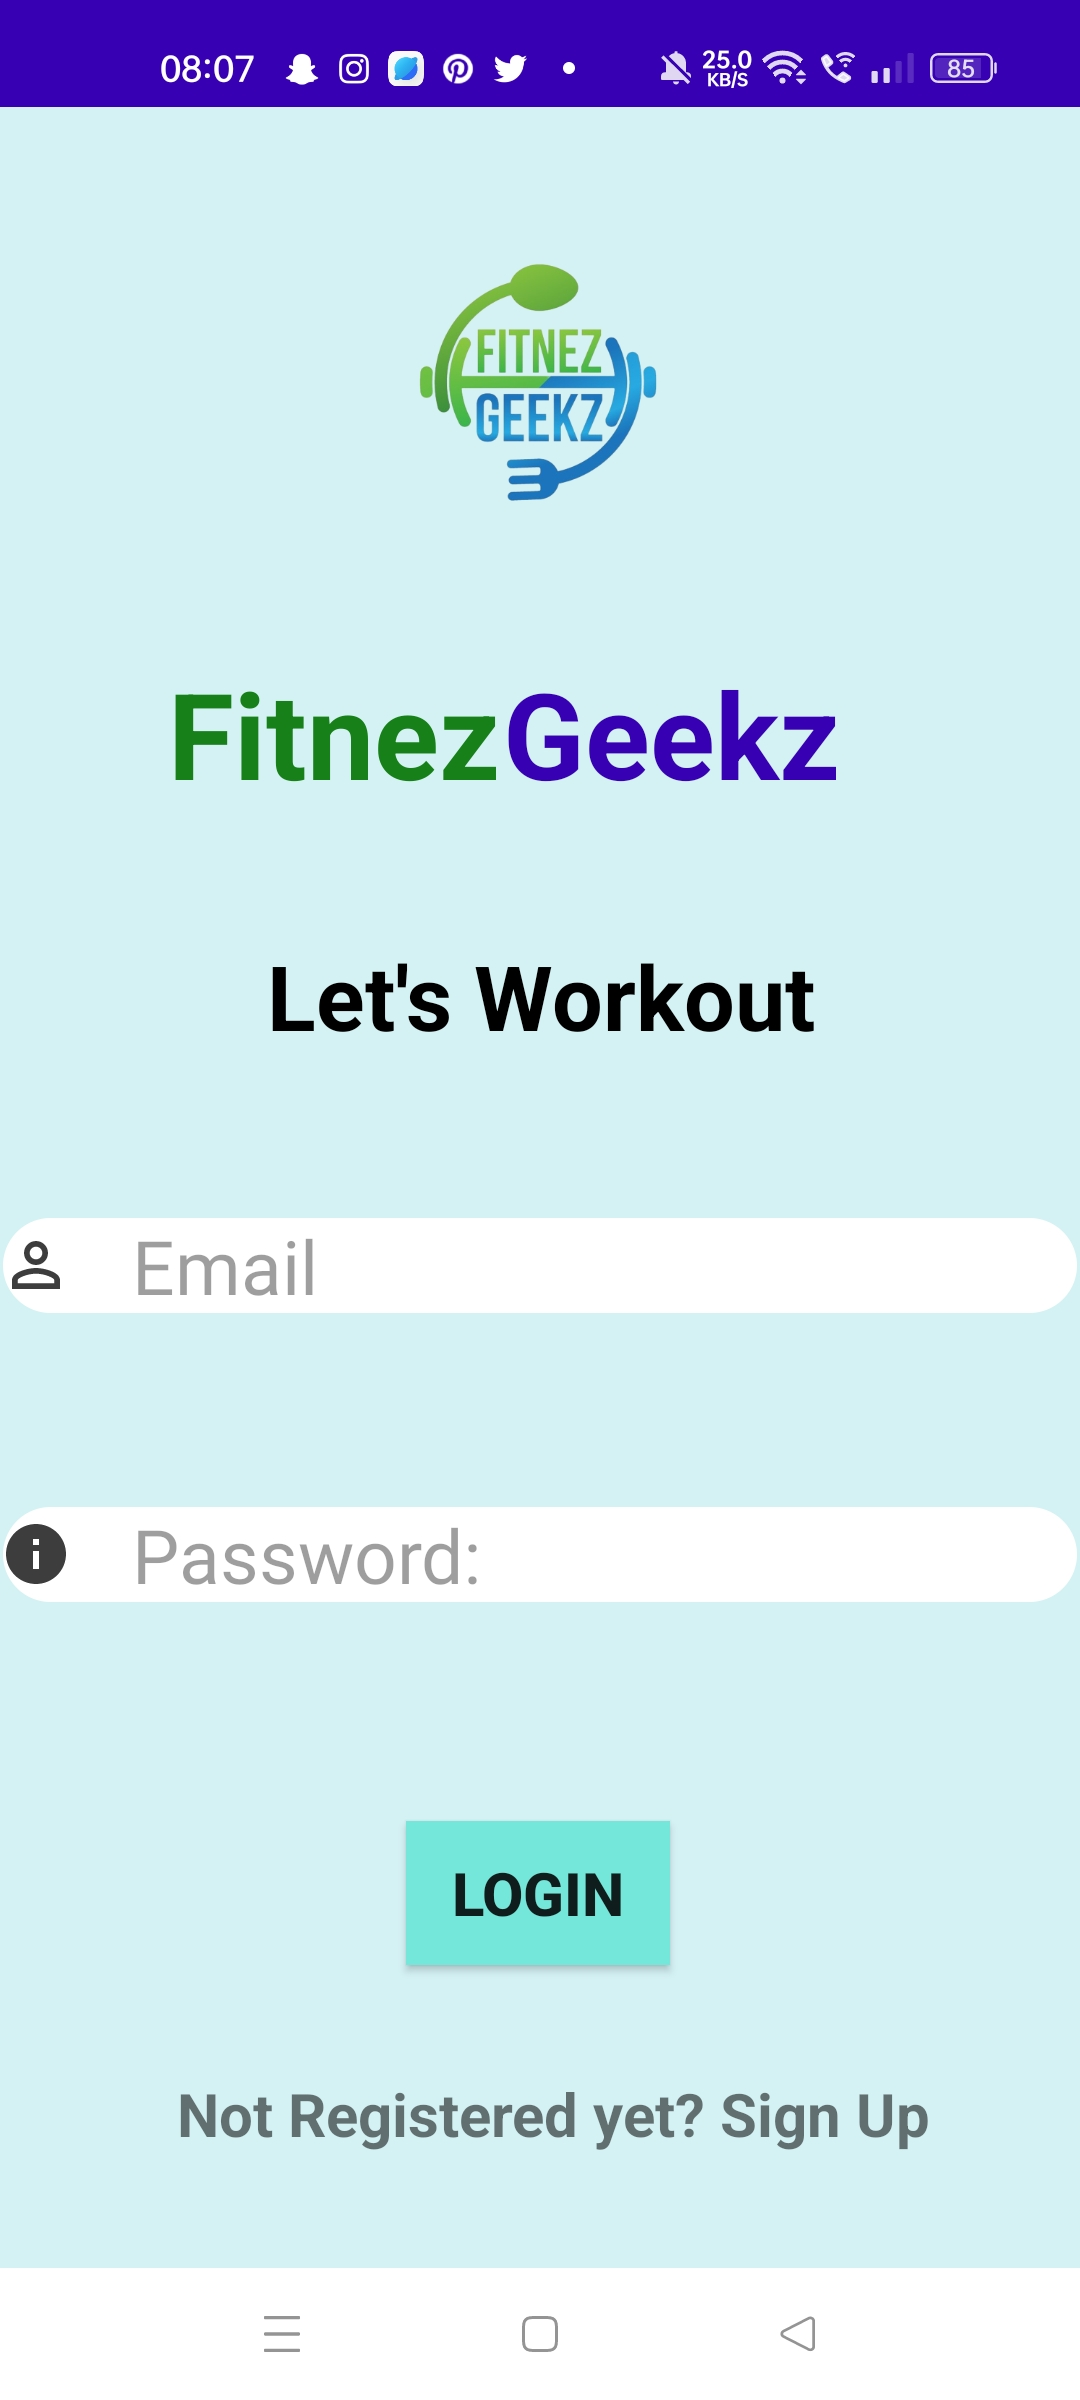 08:07 25.0 KB/S 85
FITNEZ
GEEKZ
FitnezGeekz
Let's Workout
Email
Password:
LOGIN
Not Registered yet? Sign Up